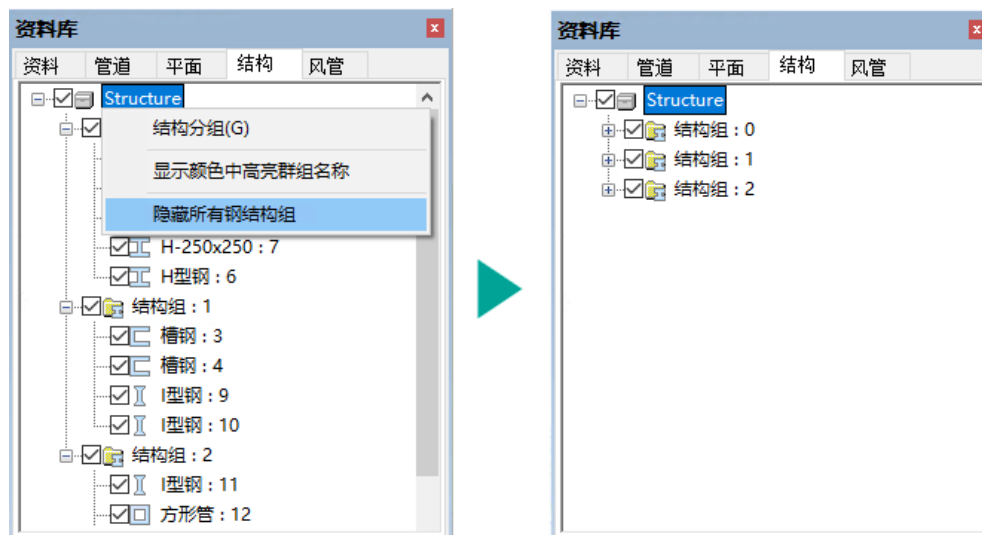 资料库
资料 管道 平面 结构 风管
Structure
结构分组(G)
显示颜色中高亮群组名称
隐藏所有钢结构组
H-250x250 : 7
H型钢 : 6
结构组 : 1
槽钢 : 3
槽钢 : 4
I型钢 : 9
I型钢 : 10
结构组 : 2
I型钢 : 11
方形管 : 12
资料库
资料 管道 平面 结构 风管
Structure
结构组 : 0
结构组 : 1
结构组 : 2